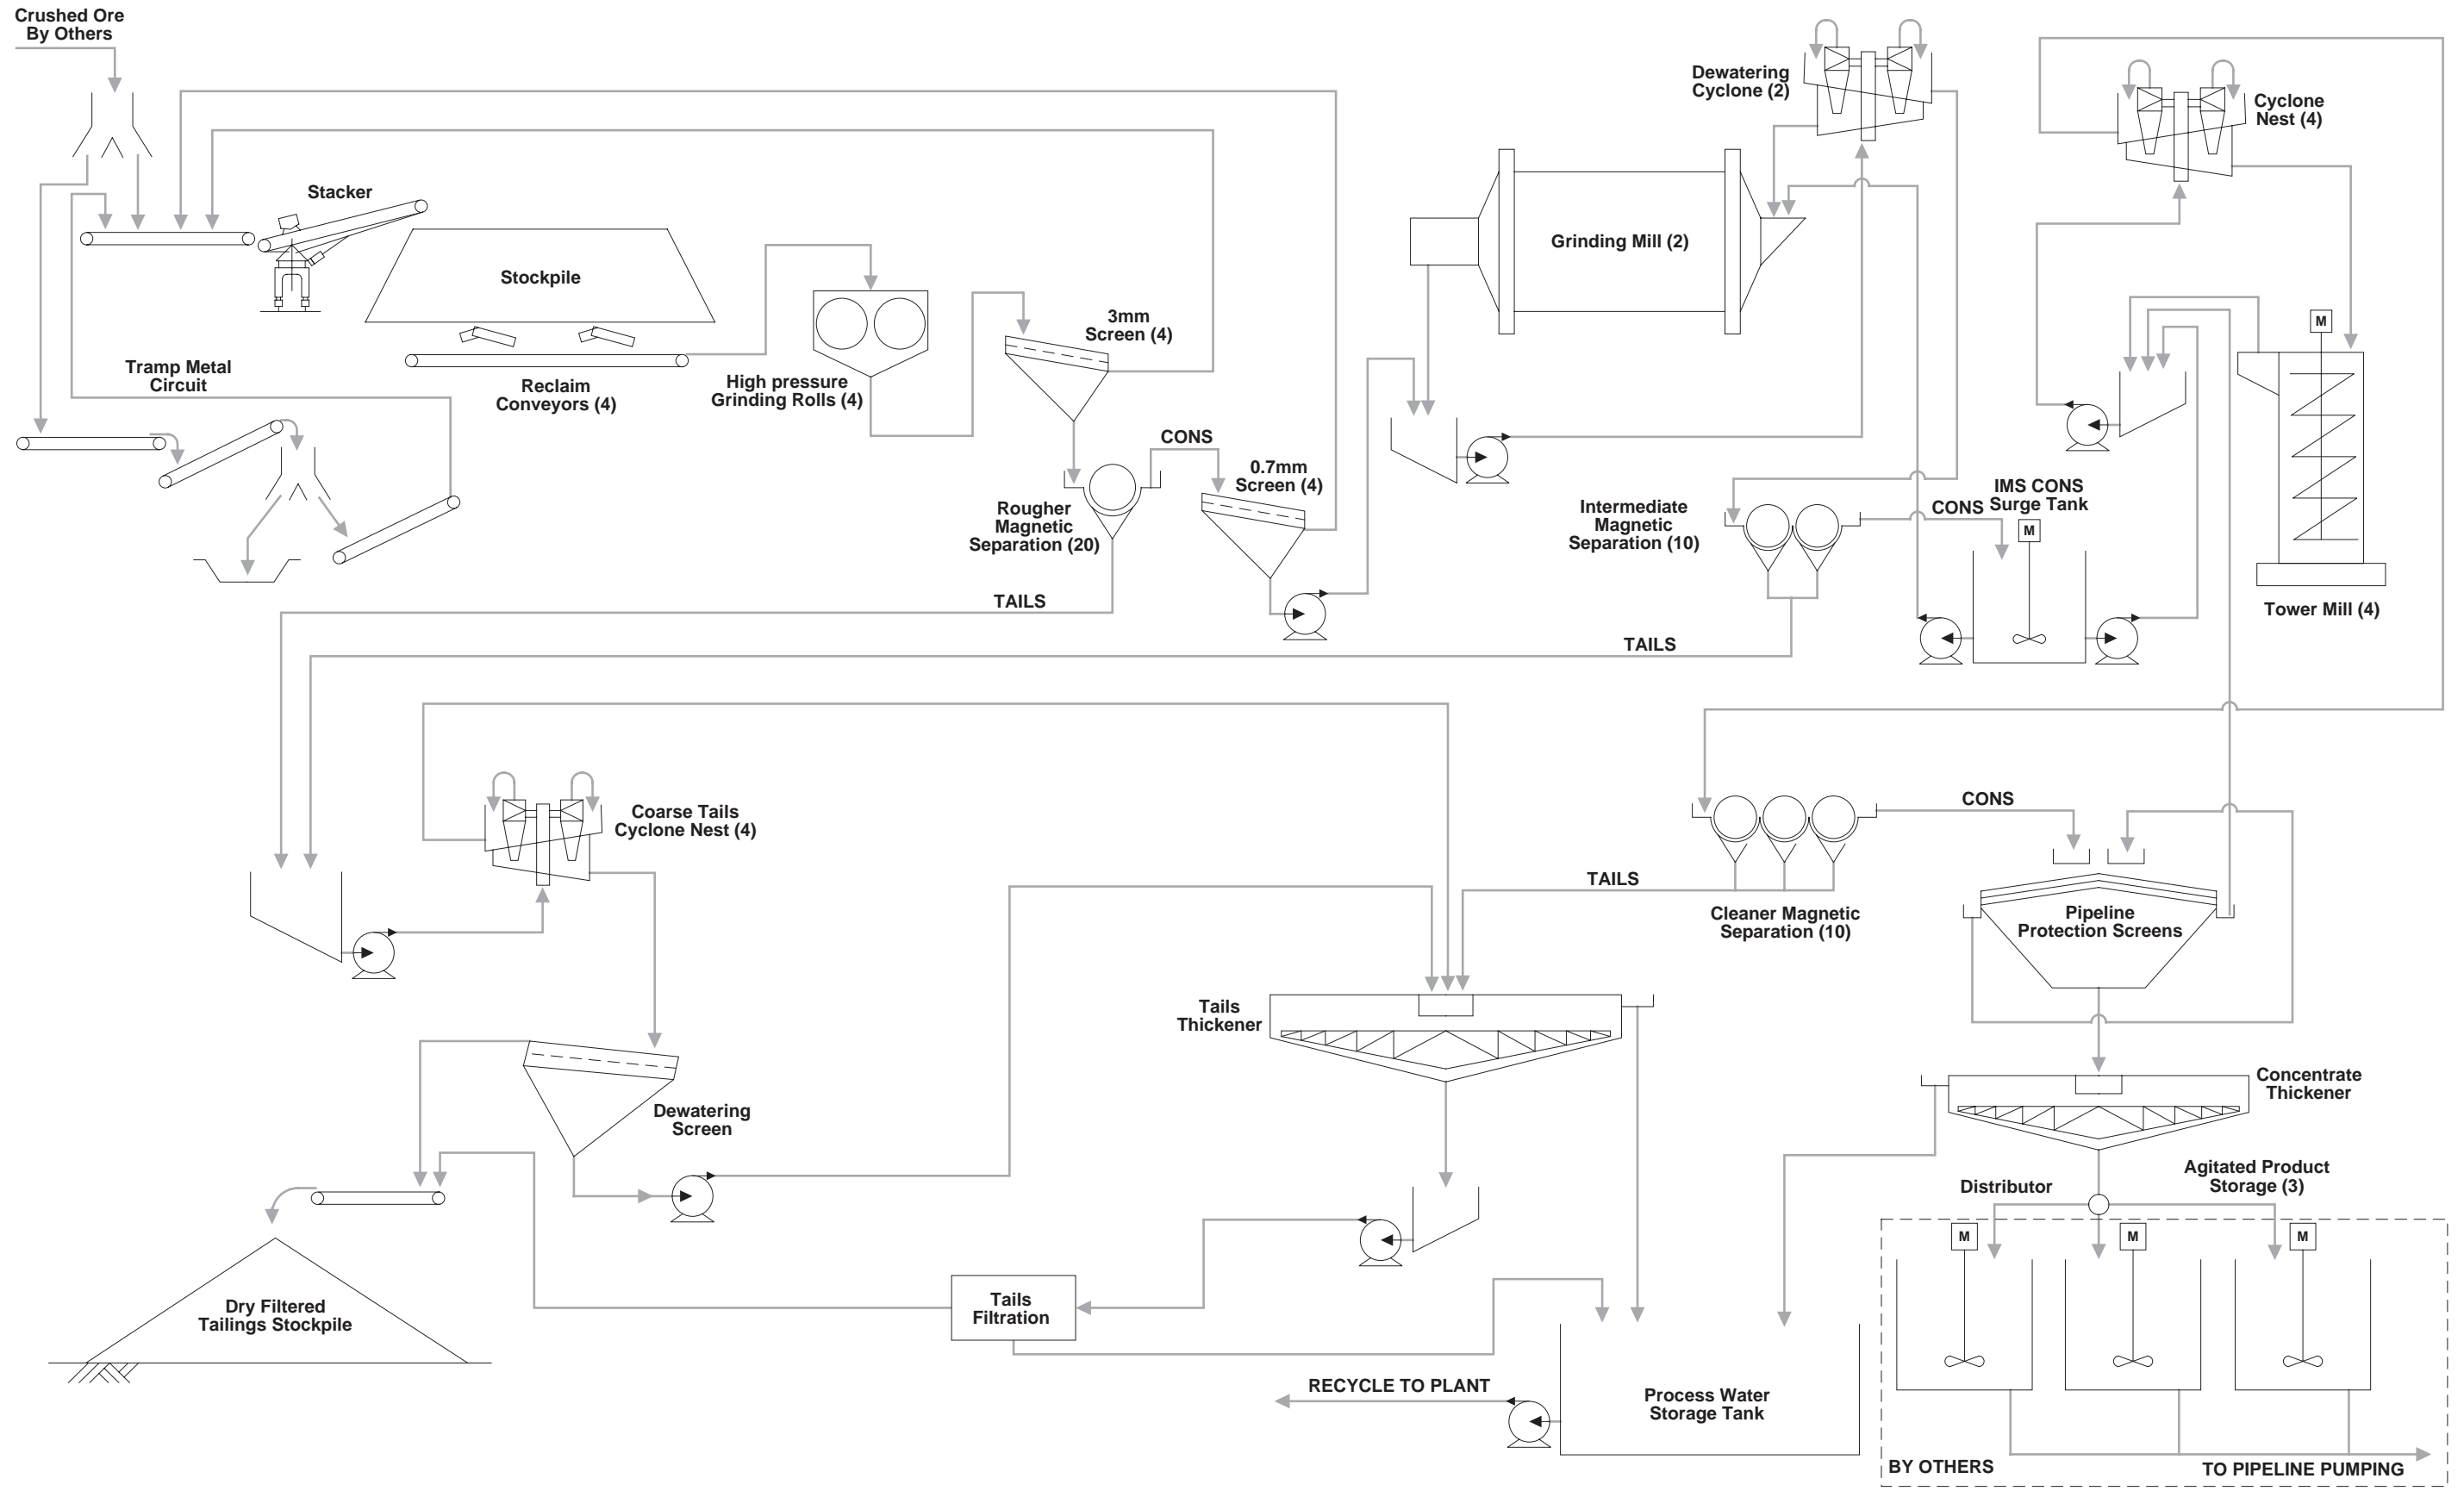 Crushed Ore
By Others
Stacker
Stockpile
Tramp Metal
Circuit
Reclaim
Conveyors (4)
High pressure
Grinding Rolls (4)
3mm
Screen (4)
CONS
0.7mm
Screen (4)
Rougher
Magnetic
Separation (20)
TAILS
Dewatering
Cyclone (2)
Grinding Mill (2)
Cyclone
Nest (4)
M
Intermediate
Magnetic
Separation (10)
CONS
IMS CONS
Surge Tank
M
Tower Mill (4)
TAILS
Coarse Tails
Cyclone Nest (4)
CONS
TAILS
Cleaner Magnetic
Separation (10)
Pipeline
Protection Screens
Tails
Thickener
Dewatering
Screen
Concentrate
Thickener
Agitated Product
Storage (3)
Distributor
M
M
M
Dry Filtered
Tailings Stockpile
Tails
Filtration
RECYCLE TO PLANT
Process Water
Storage Tank
BY OTHERS
TO PIPELINE PUMPING